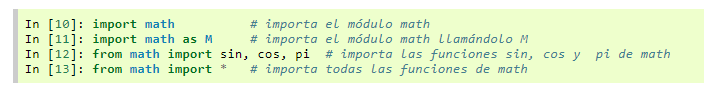 In [10]: import math          # importa el módulo math
In [11]: import math as M     # importa el módulo math llamándolo M
In [12]: from math import sin, cos, pi  # importa las funciones sin, cos y  pi de math
In [13]: from math import *   # importa todas las funciones de math